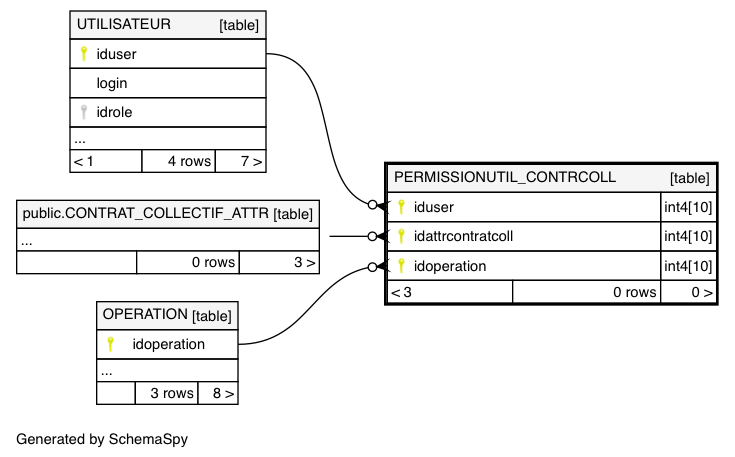 UTILISATEUR [table]
iduser
login
idrole
...
< 1 4 rows 7 >
public.CONTRAT_COLLECTIF_ATTR [table]
...
0 rows 3 >
OPERATION [table]
idoperation
...
3 rows 8 >
PERMISSIONUTIL_CONTRCOLL [table]
iduser int4[10]
idattrcontratcoll int4[10]
idoperation int4[10]
< 3 0 rows 0 >
Generated by SchemaSpy